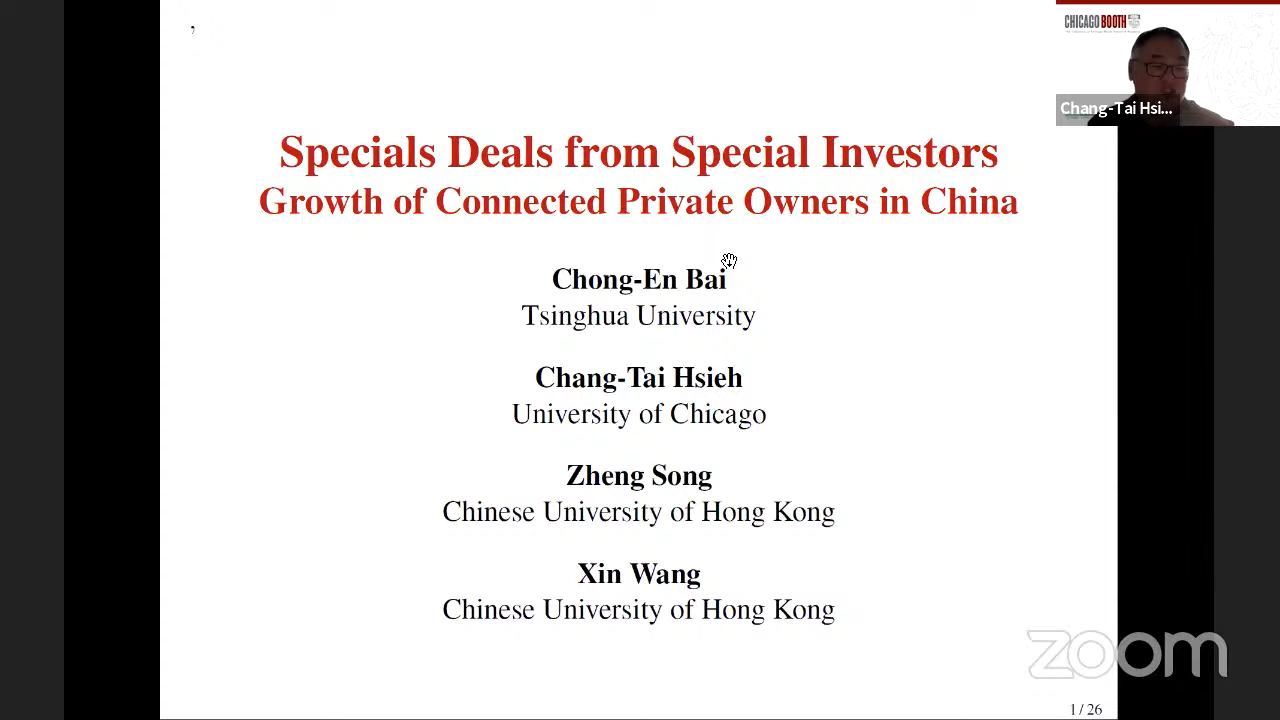 CHICAGO BOOTH
Chang-Tai Hsi...
Specials Deals from Special Investors
Growth of Connected Private Owners in China
Chong-En Bai
Tsinghua University
Chang-Tai Hsieh
University of Chicago
Zheng Song
Chinese University of Hong Kong
Xin Wang
Chinese University of Hong Kong
zoom
1 / 26